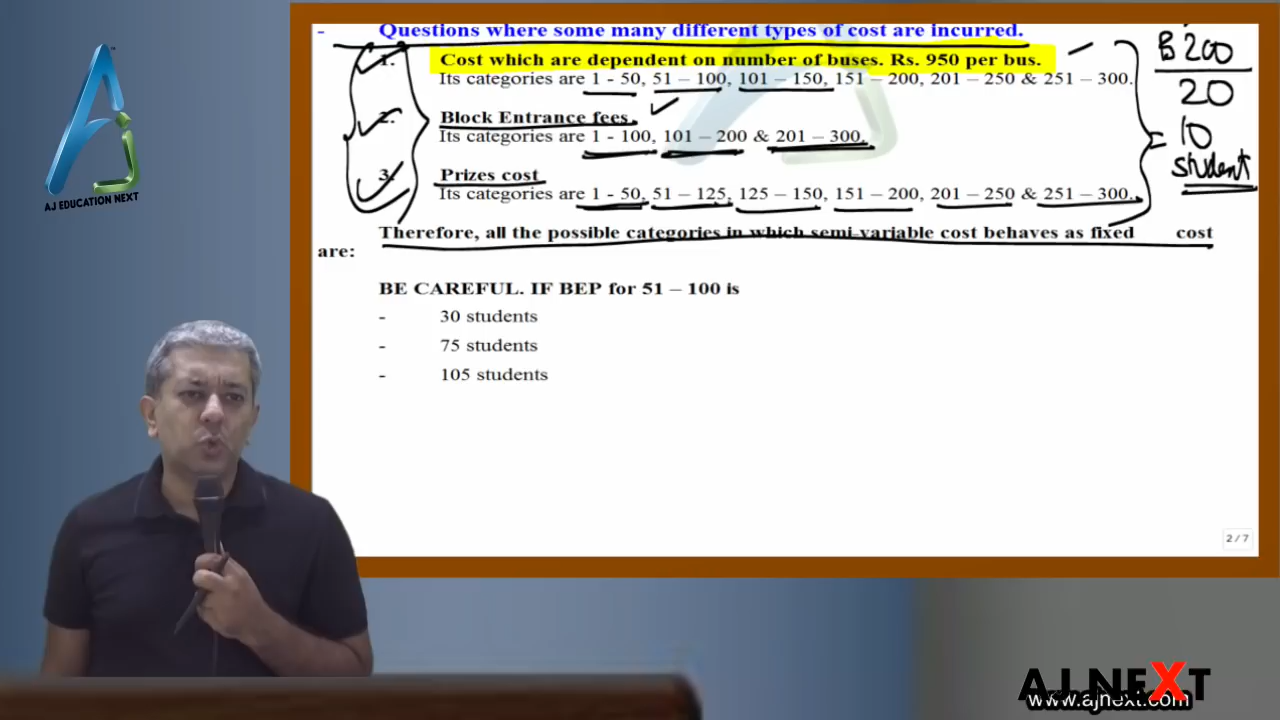 - Questions where some many different types of cost are incurred.
1. Cost which are dependent on number of buses. Rs. 950 per bus.
Its categories are 1 - 50, 51 – 100, 101 – 150, 151 – 200, 201 – 250 & 251 – 300.
2. Block Entrance fees.
Its categories are 1 - 100, 101 – 200 & 201 – 300.
3. Prizes cost
Its categories are 1 - 50, 51 – 125, 125 – 150, 151 – 200, 201 – 250 & 251 – 300.
Therefore, all the possible categories in which semi-variable cost behaves as fixed cost
are:
BE CAREFUL. IF BEP for 51 – 100 is
- 30 students
- 75 students
- 105 students
200
20
10
student
2 / 7
AJ EDUCATION NEXT
AJ NEXT
www.ajnext.com